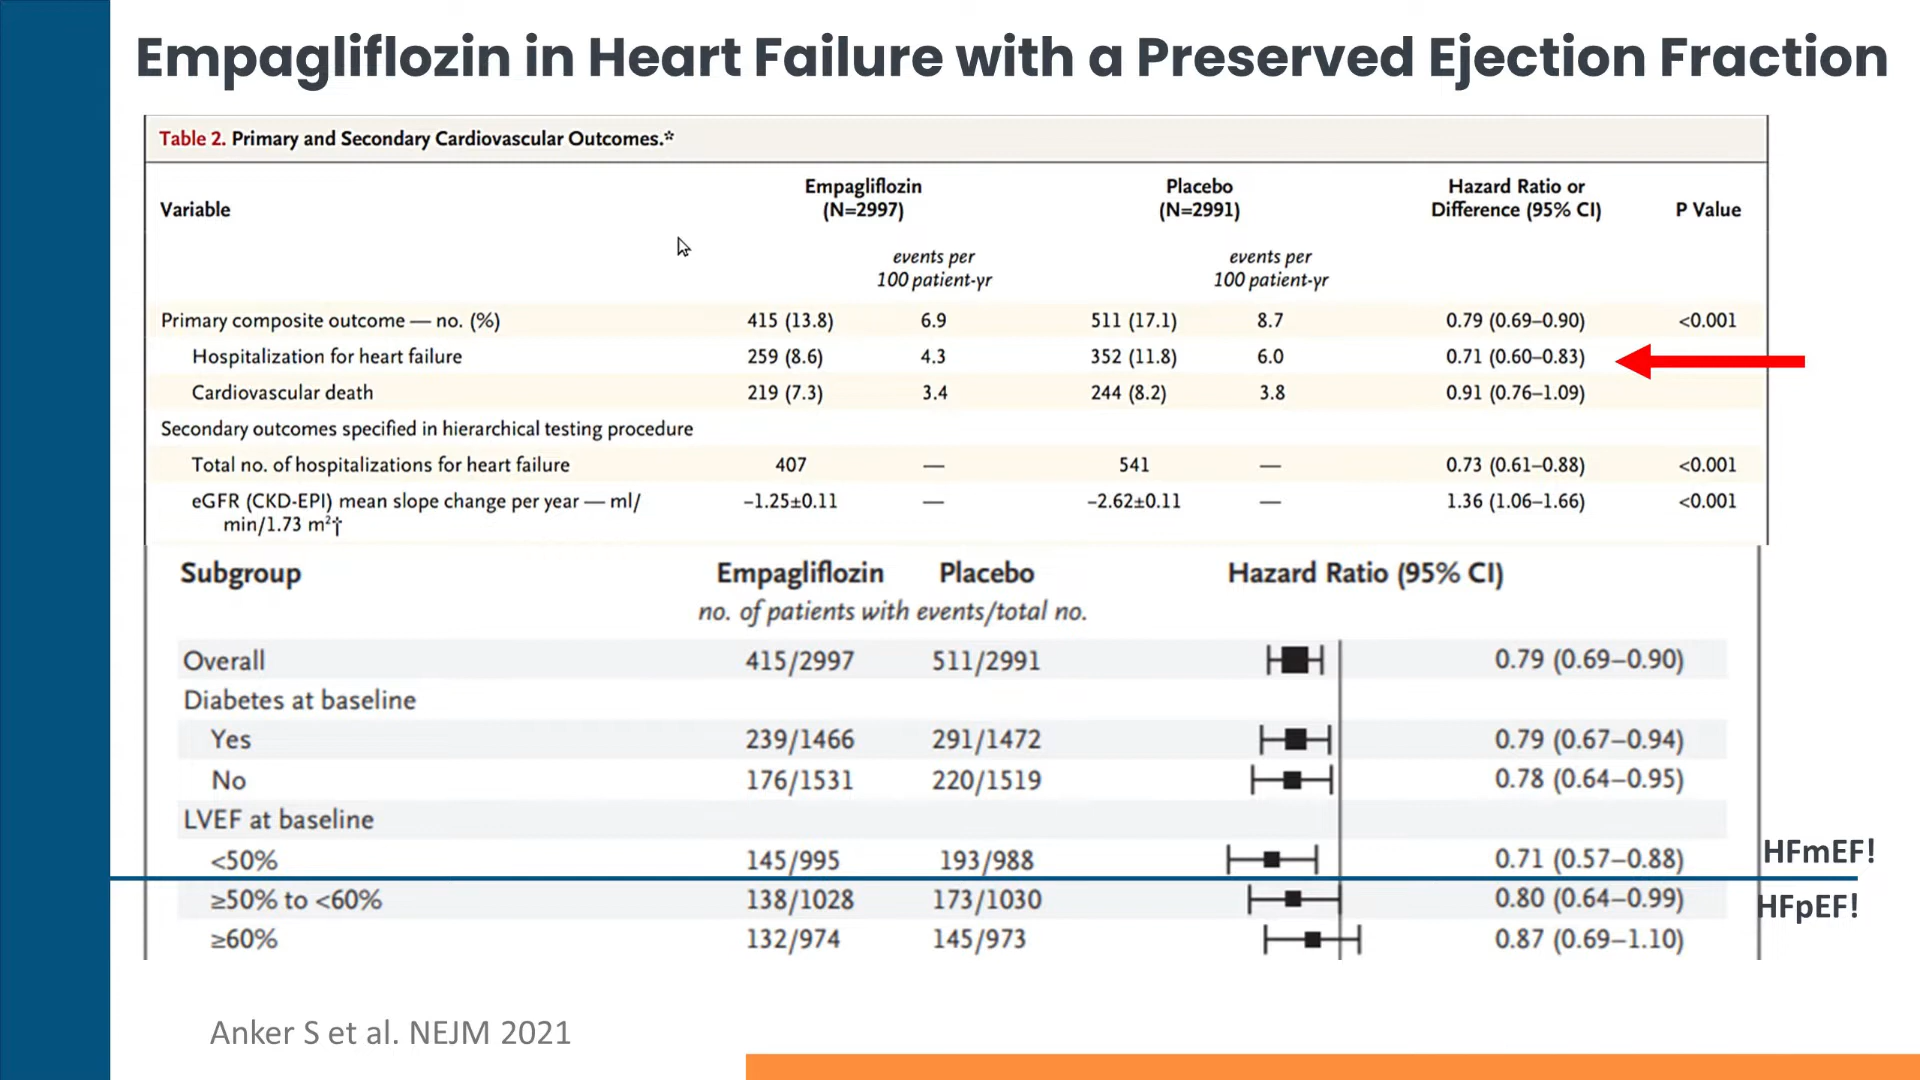 Empagliflozin in Heart Failure with a Preserved Ejection Fraction
Table 2. Primary and Secondary Cardiovascular Outcomes.*
Variable Empagliflozin (N=2997) Placebo (N=2991) Hazard Ratio or Difference (95% CI) P Value
events per 100 patient-yr events per 100 patient-yr
Primary composite outcome — no. (%) 415 (13.8) 6.9 511 (17.1) 8.7 0.79 (0.69–0.90) <0.001
Hospitalization for heart failure 259 (8.6) 4.3 352 (11.8) 6.0 0.71 (0.60–0.83)
Cardiovascular death 219 (7.3) 3.4 244 (8.2) 3.8 0.91 (0.76–1.09)
Secondary outcomes specified in hierarchical testing procedure
Total no. of hospitalizations for heart failure 407 — 541 — 0.73 (0.61–0.88) <0.001
eGFR (CKD-EPI) mean slope change per year — ml/ −1.25±0.11 — −2.62±0.11 — 1.36 (1.06–1.66) <0.001
min/1.73 m²†
Subgroup Empagliflozin Placebo Hazard Ratio (95% CI)
no. of patients with events/total no.
Overall 415/2997 511/2991 0.79 (0.69–0.90)
Diabetes at baseline
Yes 239/1466 291/1472 0.79 (0.67–0.94)
No 176/1531 220/1519 0.78 (0.64–0.95)
LVEF at baseline
<50% 145/995 193/988 0.71 (0.57–0.88) HFmEF!
≥50% to <60% 138/1028 173/1030 0.80 (0.64–0.99) HFpEF!
≥60% 132/974 145/973 0.87 (0.69–1.10)
Anker S et al. NEJM 2021